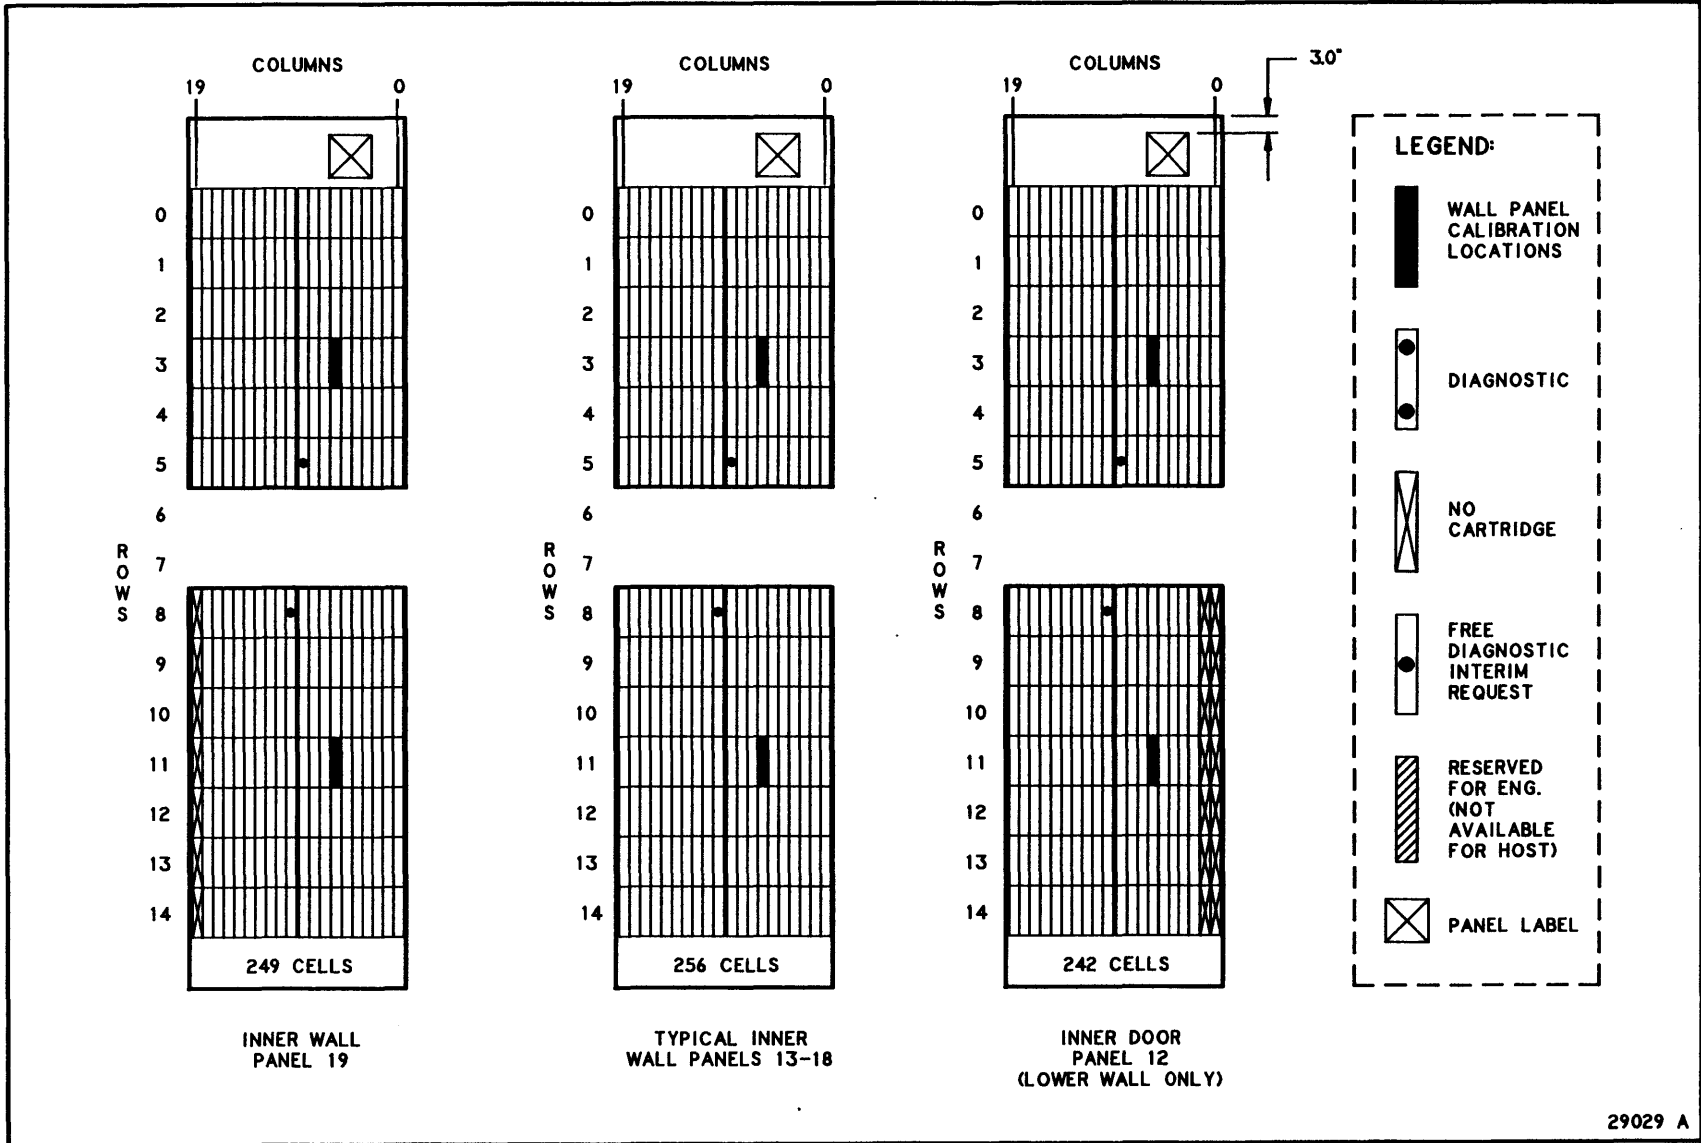 COLUMNS
19 0
0
1
2
3
4
5
6
7
8
9
10
11
12
13
14
ROWS
249 CELLS
INNER WALL
PANEL 19
COLUMNS
19 0
0
1
2
3
4
5
6
7
8
9
10
11
12
13
14
ROWS
256 CELLS
TYPICAL INNER
WALL PANELS 13-18
COLUMNS
19 0
3.0"
0
1
2
3
4
5
6
7
8
9
10
11
12
13
14
ROWS
242 CELLS
INNER DOOR
PANEL 12
(LOWER WALL ONLY)
LEGEND:
WALL PANEL
CALIBRATION
LOCATIONS
DIAGNOSTIC
NO
CARTRIDGE
FREE
DIAGNOSTIC
INTERIM
REQUEST
RESERVED
FOR ENG.
(NOT
AVAILABLE
FOR HOST)
PANEL LABEL
29029 A